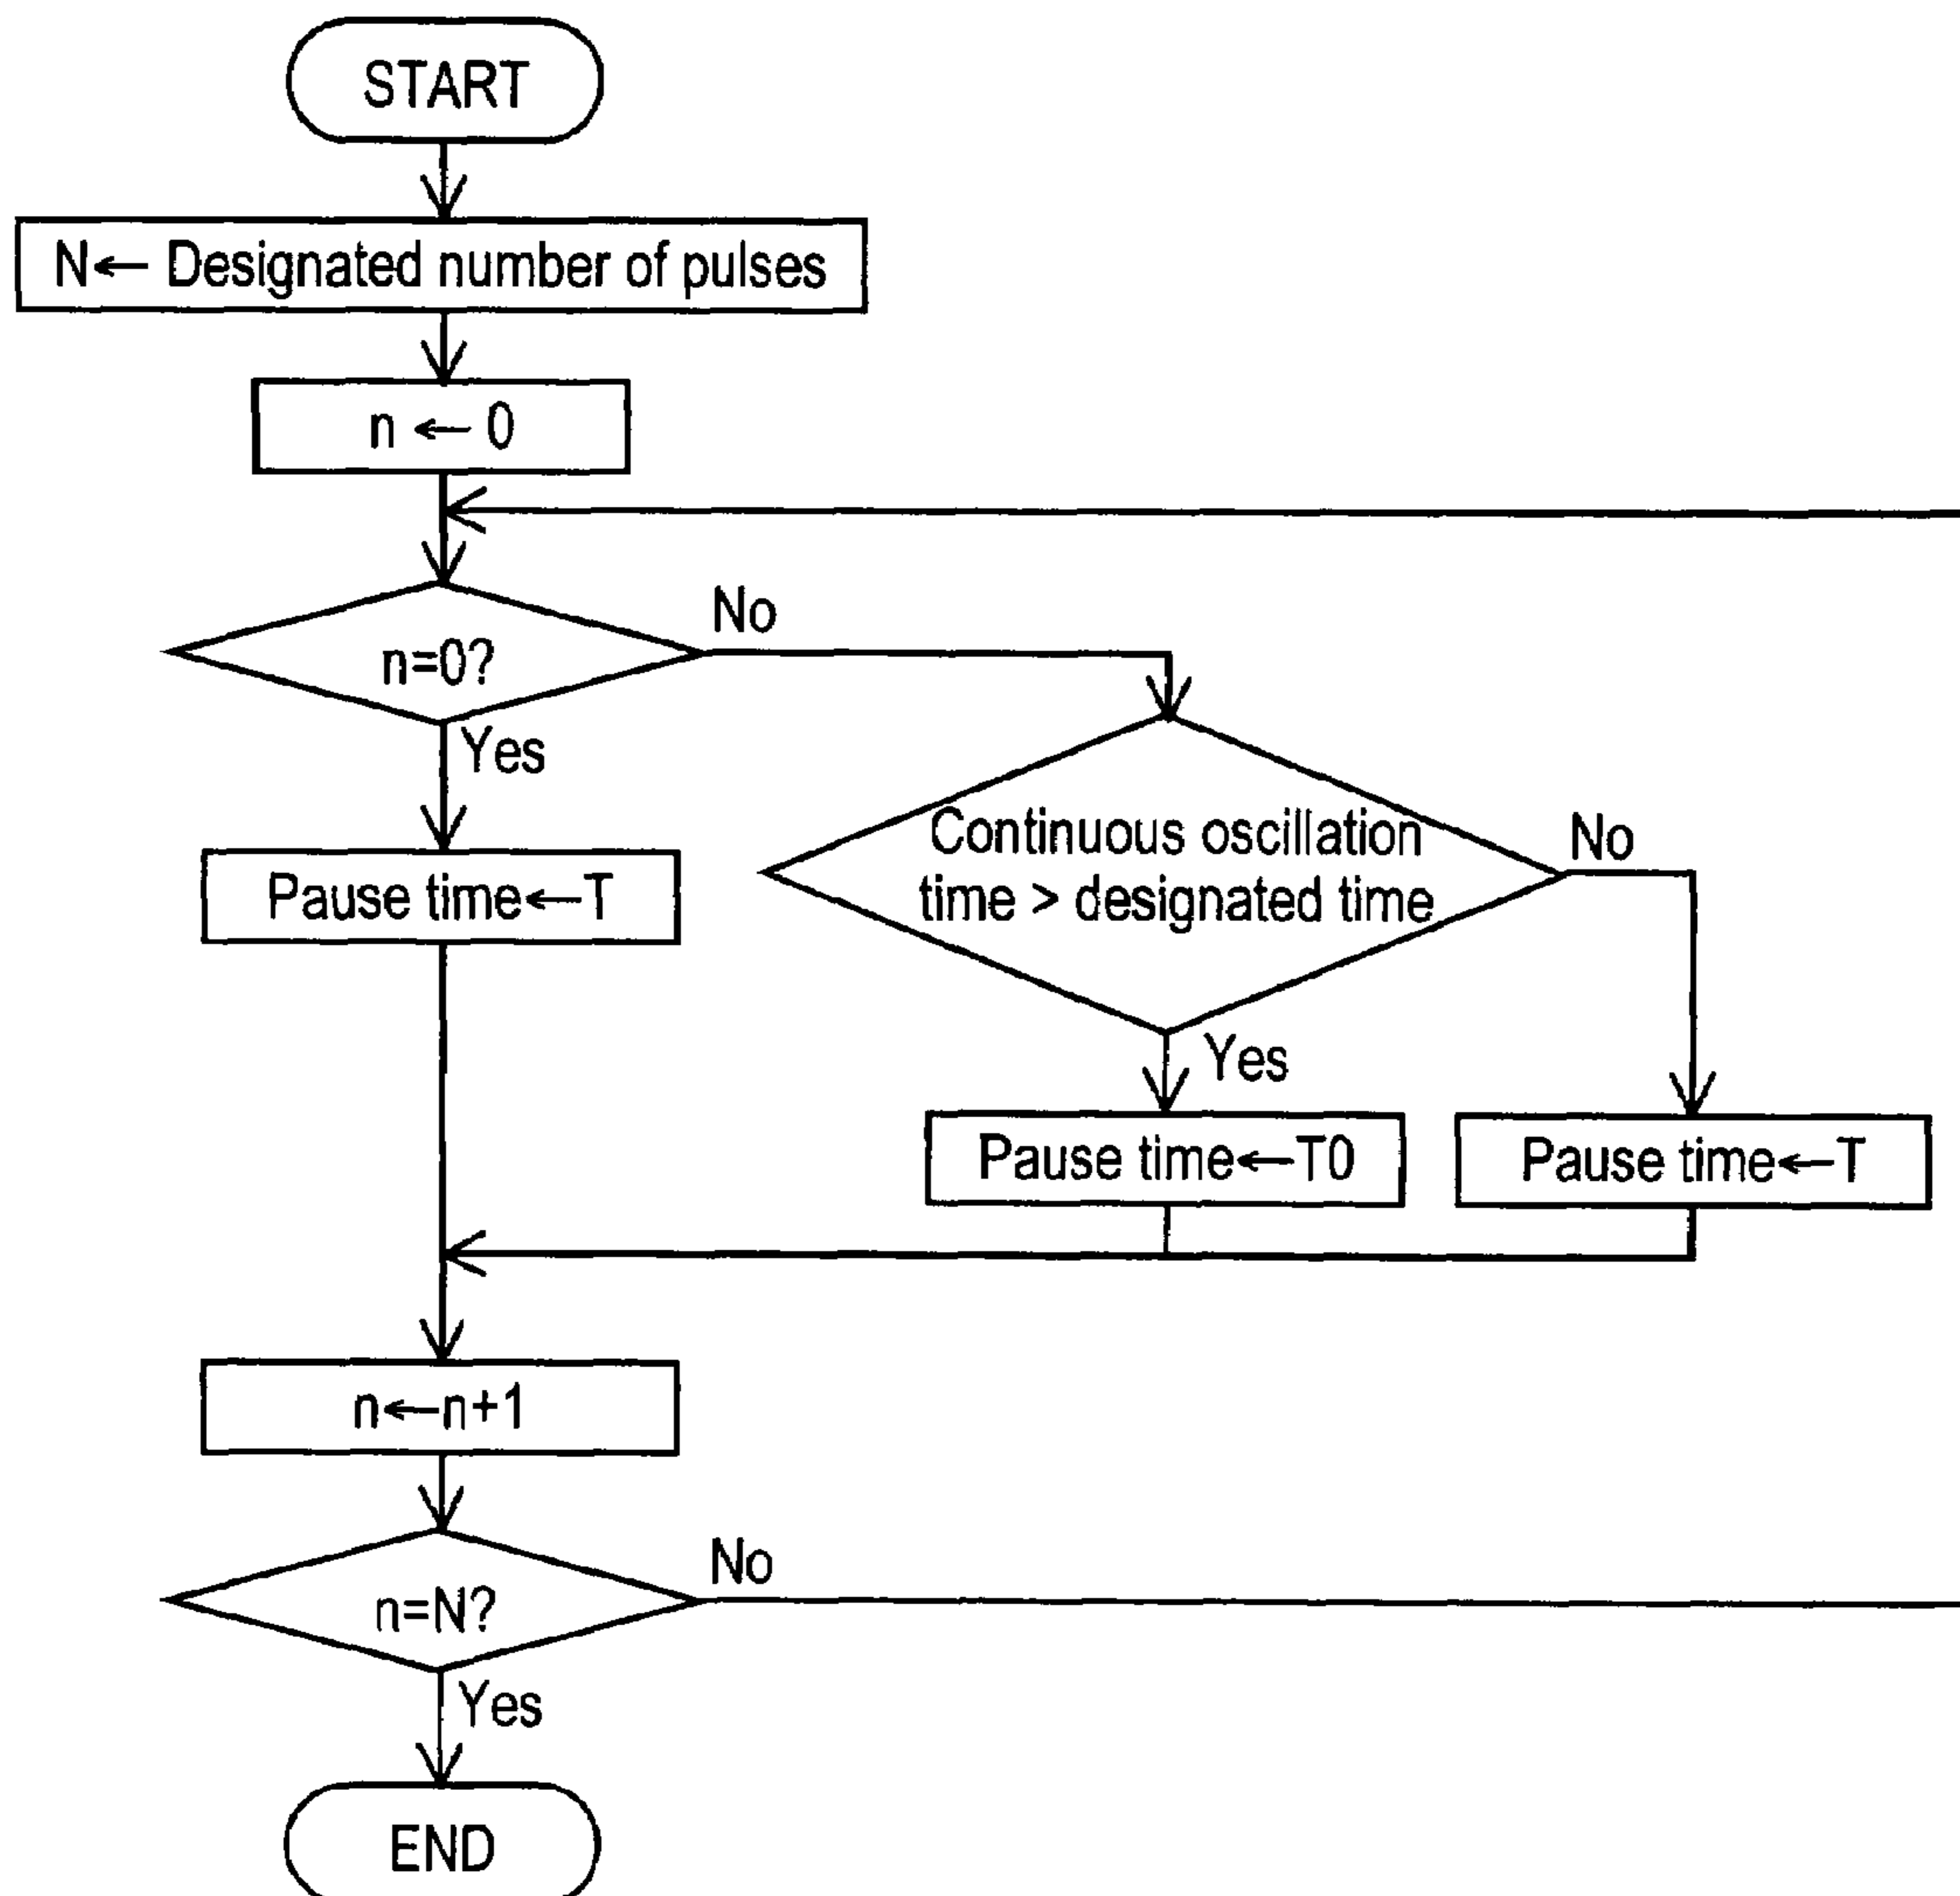 START
N← Designated number of pulses
n ← 0
n=0?
No
Yes
Pause time←T
Continuous oscillation
time > designated time
No
Yes
Pause time←T0
Pause time←T
n←n+1
n=N?
No
Yes
END